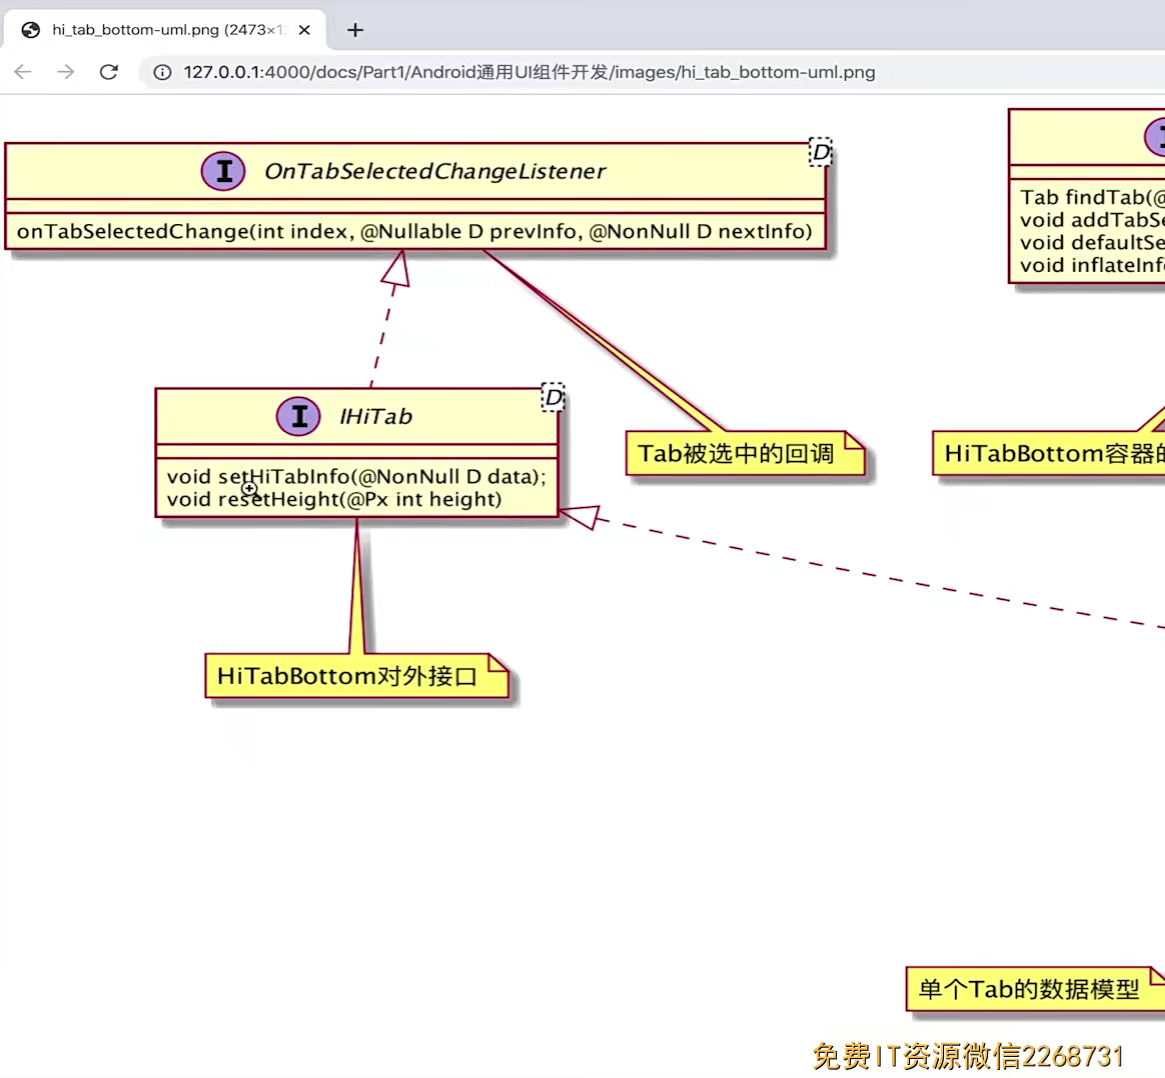 hi_tab_bottom-uml.png (2473×1
127.0.0.1:4000/docs/Part1/Android通用UI组件开发/images/hi_tab_bottom-uml.png
D
I OnTabSelectedChangeListener
onTabSelectedChange(int index, @Nullable D prevInfo, @NonNull D nextInfo)
I
Tab findTab(@
void addTabSe
void defaultSe
void inflateInf
D
I IHiTab
void setHiTabInfo(@NonNull D data);
void resetHeight(@Px int height)
Tab被选中的回调
HiTabBottom容器的
HiTabBottom对外接口
单个Tab的数据模型
免费IT资源微信2268731